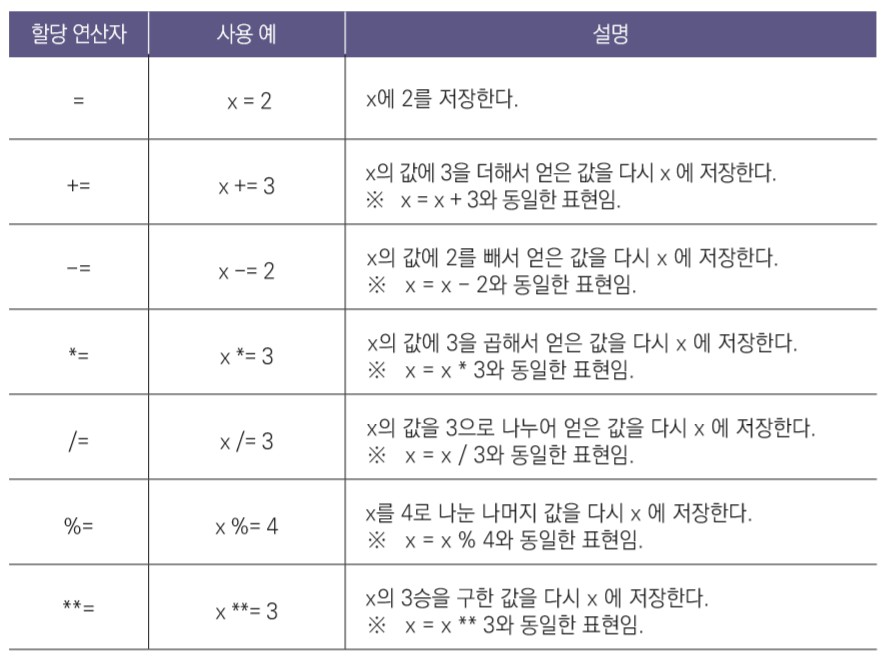 할당 연산자 사용 예 설명
= x = 2 x에 2를 저장한다.
+= x += 3 x의 값에 3을 더해서 얻은 값을 다시 x 에 저장한다.
※ x = x + 3와 동일한 표현임.
-= x -= 2 x의 값에 2를 빼서 얻은 값을 다시 x 에 저장한다.
※ x = x - 2와 동일한 표현임.
*= x *= 3 x의 값에 3을 곱해서 얻은 값을 다시 x 에 저장한다.
※ x = x * 3와 동일한 표현임.
/= x /= 3 x의 값을 3으로 나누어 얻은 값을 다시 x 에 저장한다.
※ x = x / 3와 동일한 표현임.
%= x %= 4 x를 4로 나눈 나머지 값을 다시 x 에 저장한다.
※ x = x % 4와 동일한 표현임.
**= x **= 3 x의 3승을 구한 값을 다시 x 에 저장한다.
※ x = x ** 3와 동일한 표현임.